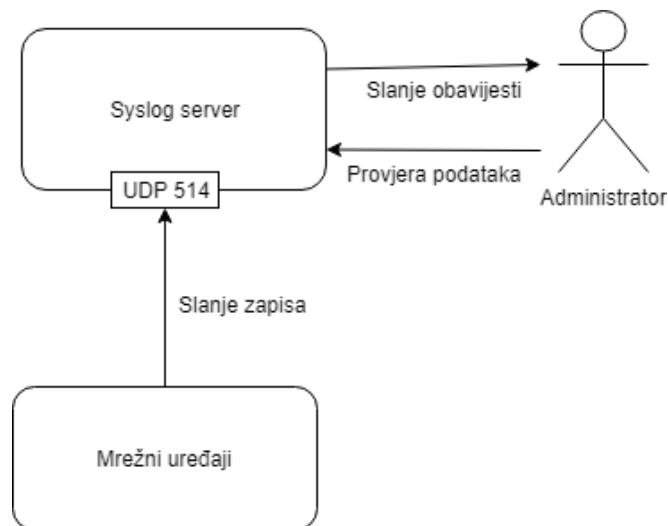 Syslog server
Slanje obavijesti
UDP 514
Provjera podataka
Administrator
Slanje zapisa
Mrežni uređaji